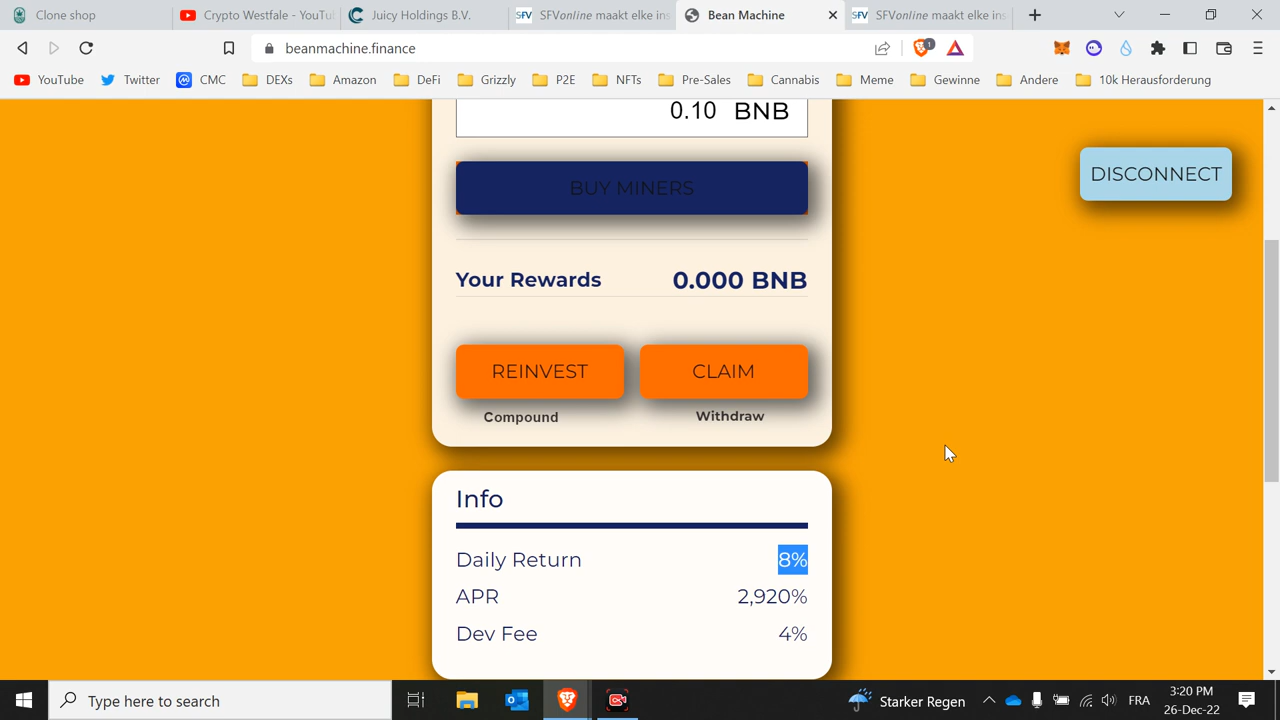 Clone shop
Crypto Westfale - YouTu
Juicy Holdings B.V.
SFVonline maakt elke ins
Bean Machine
SFVonline maakt elke ins
beanmachine.finance
1
YouTube
Twitter
CMC
DEXs
Amazon
DeFi
Grizzly
P2E
NFTs
Pre-Sales
Cannabis
Meme
Gewinne
Andere
10k Herausforderung
0.10 BNB
DISCONNECT
BUY MINERS
Your Rewards 0.000 BNB
REINVEST CLAIM
Compound Withdraw
Info
Daily Return 8%
APR 2,920%
Dev Fee 4%
Type here to search
Starker Regen
FRA
3:20 PM
26-Dec-22